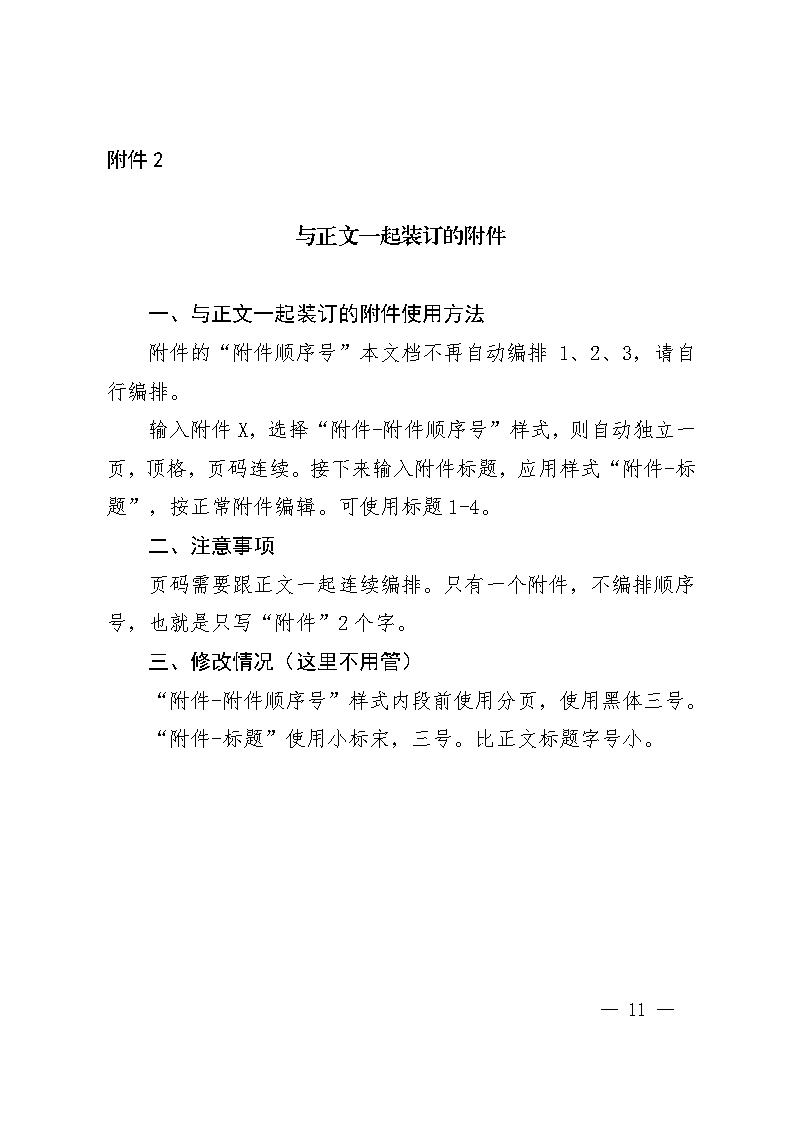 附件 2
与正文一起装订的附件
一、与正文一起装订的附件使用方法
附件的“附件顺序号”本文档不再自动编排 1、2、3，请自
行编排。
输入附件 X，选择“附件-附件顺序号”样式，则自动独立一
页，顶格，页码连续。接下来输入附件标题，应用样式“附件-标
题”，按正常附件编辑。可使用标题 1-4。
二、注意事项
页码需要跟正文一起连续编排。只有一个附件，不编排顺序
号，也就是只写“附件”2 个字。
三、修改情况（这里不用管）
“附件-附件顺序号”样式内段前使用分页，使用黑体三号。
“附件-标题”使用小标宋，三号。比正文标题字号小。
— 11 —